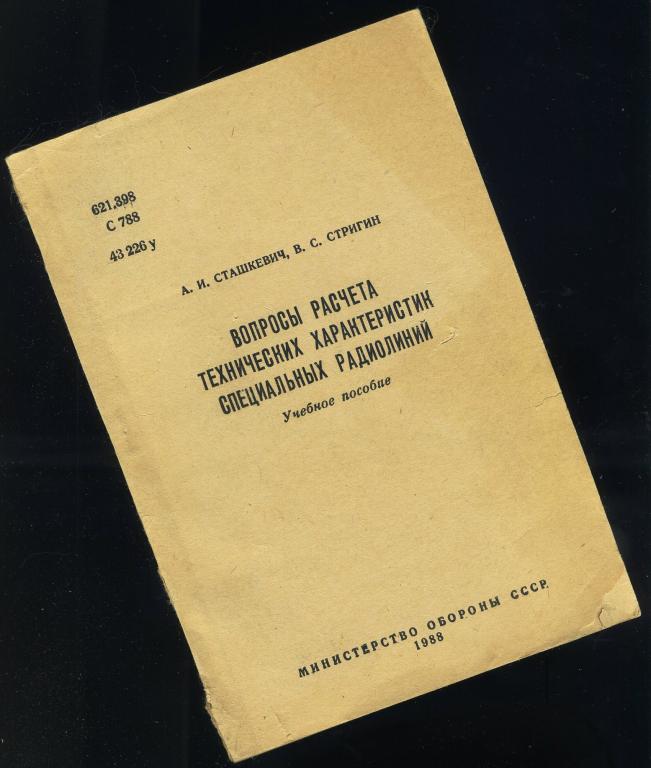 621,398
С 788
43 226 у
А. И. СТАШКЕВИЧ, В. С. СТРИГИН
ВОПРОСЫ РАСЧЕТА
ТЕХНИЧЕСКИХ ХАРАКТЕРИСТИК
СПЕЦИАЛЬНЫХ РАДИОЛИНИЙ
Учебное пособие
МИНИСТЕРСТВО ОБОРОНЫ СССР
1988